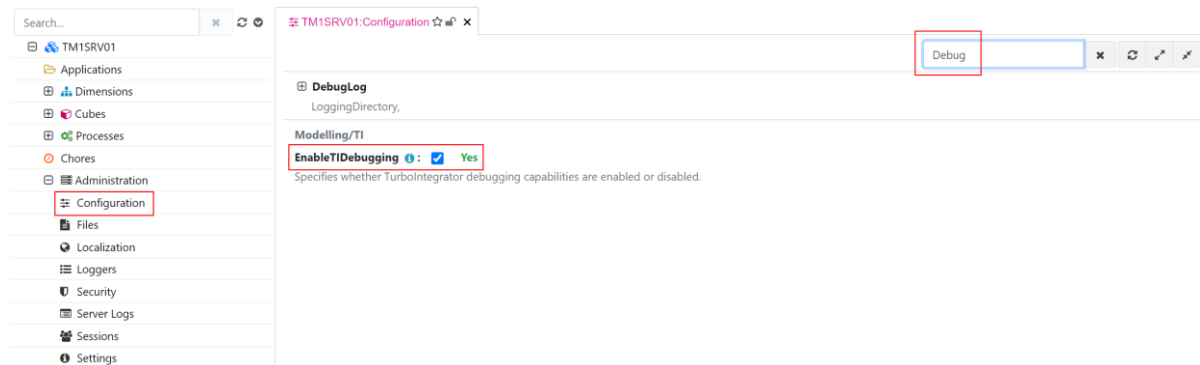 Search...
TM1SRV01
Applications
Dimensions
Cubes
Processes
Chores
Administration
Configuration
Files
Localization
Loggers
Security
Server Logs
Sessions
Settings
TM1SRV01:Configuration
Debug
DebugLog
LoggingDirectory,
Modelling/TI
EnableTIDebugging : Yes
Specifies whether TurboIntegrator debugging capabilities are enabled or disabled.